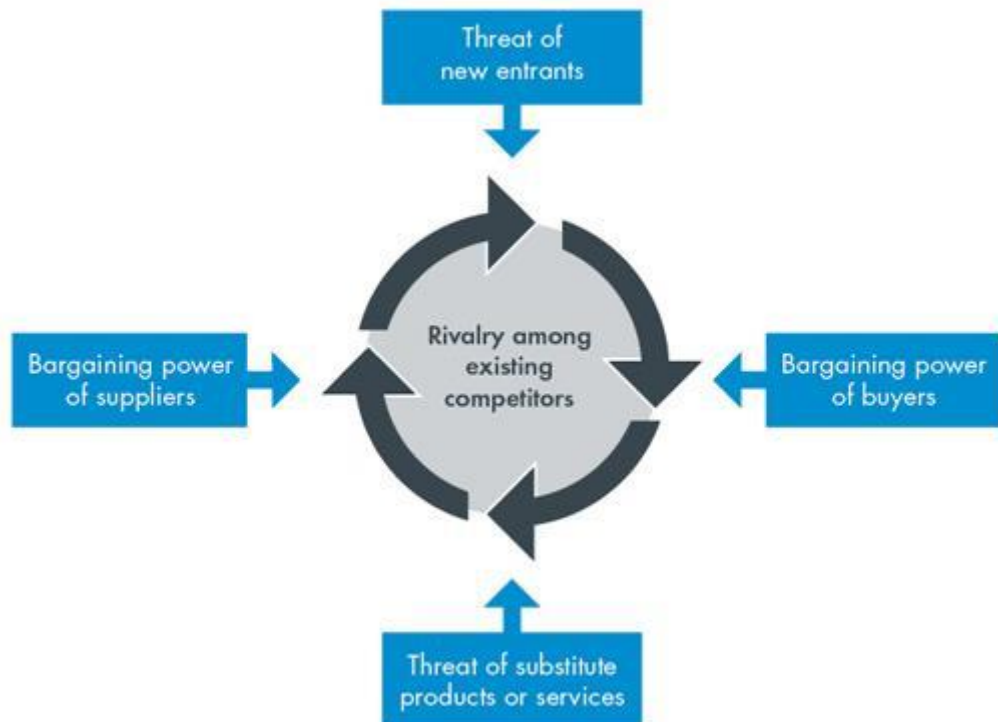 Threat of
new entrants
Bargaining power
of suppliers
Rivalry among
existing
competitors
Bargaining power
of buyers
Threat of substitute
products or services